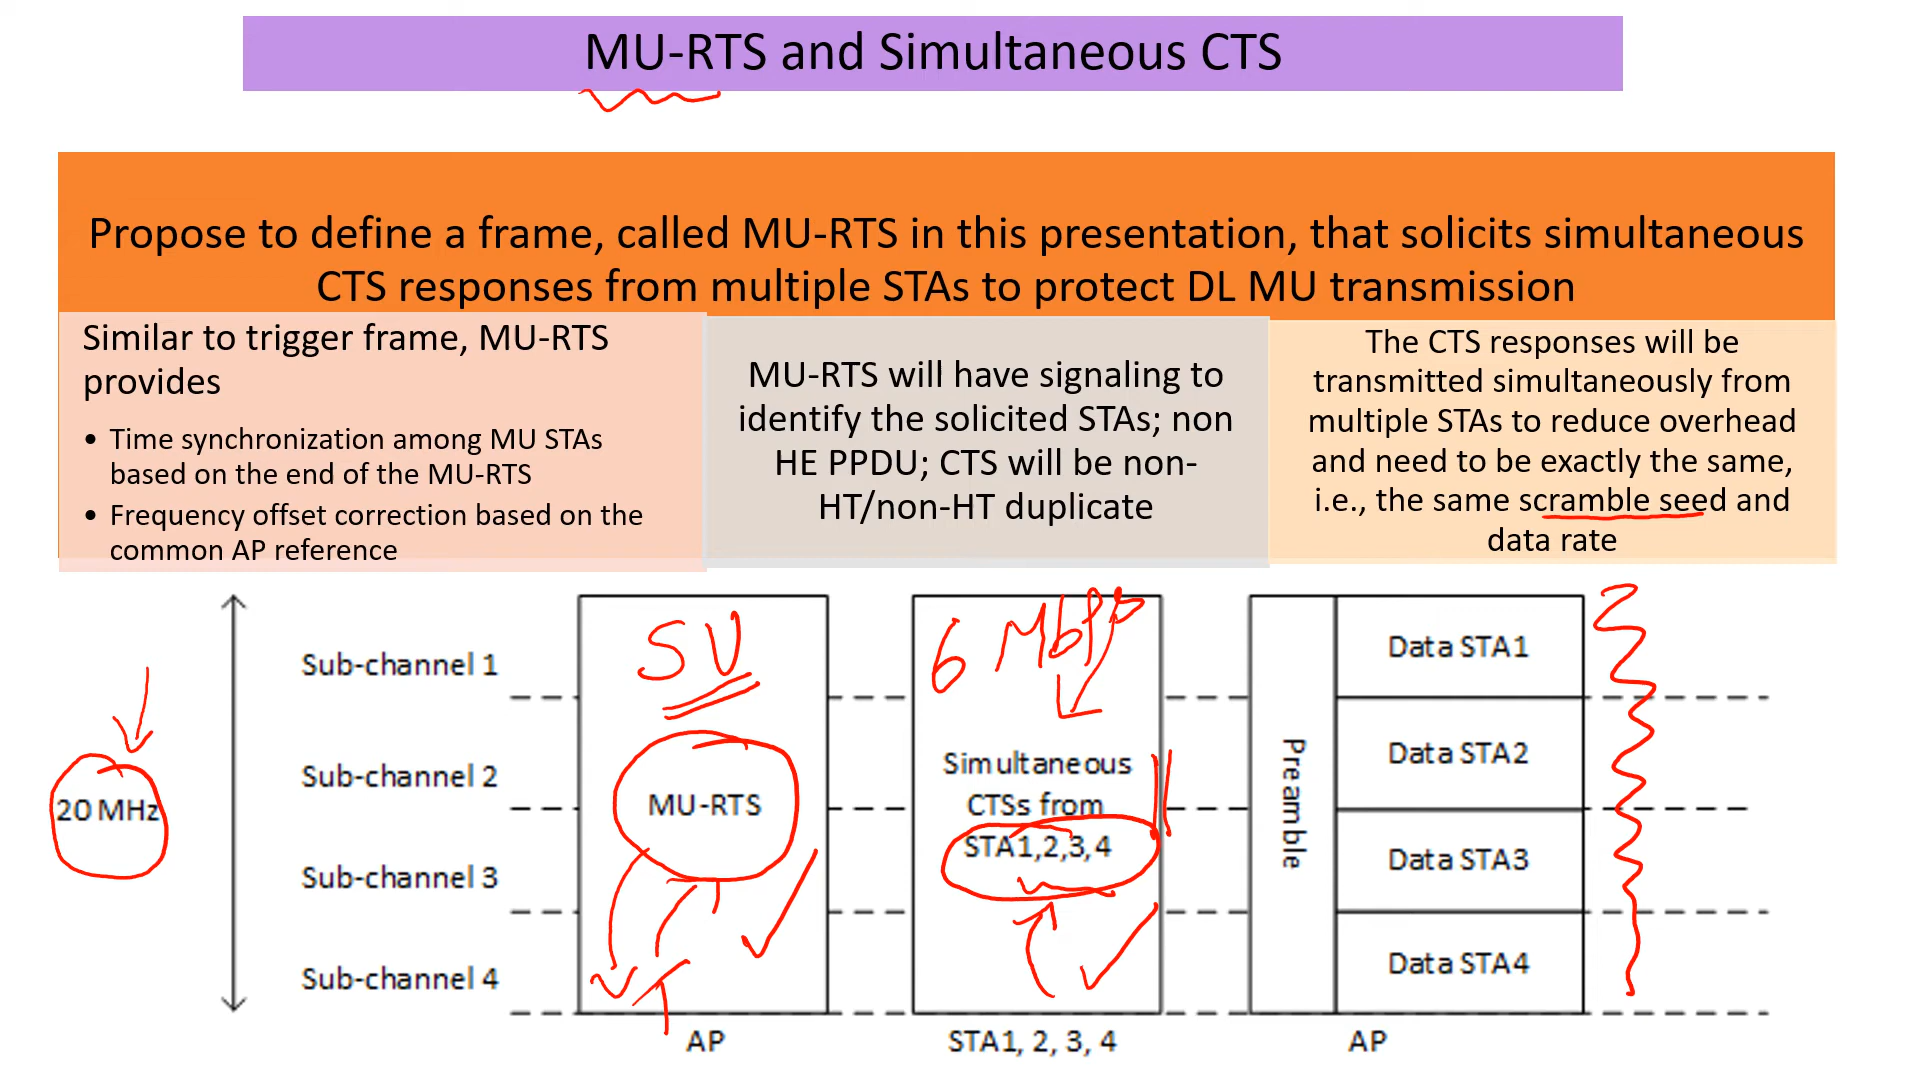 MU-RTS and Simultaneous CTS
Propose to define a frame, called MU-RTS in this presentation, that solicits simultaneous
CTS responses from multiple STAs to protect DL MU transmission
Similar to trigger frame, MU-RTS
provides
• Time synchronization among MU STAs
based on the end of the MU-RTS
• Frequency offset correction based on the
common AP reference
MU-RTS will have signaling to
identify the solicited STAs; non
HE PPDU; CTS will be non-
HT/non-HT duplicate
The CTS responses will be
transmitted simultaneously from
multiple STAs to reduce overhead
and need to be exactly the same,
i.e., the same scramble seed and
data rate
20 MHz
Sub-channel 1
Sub-channel 2
Sub-channel 3
Sub-channel 4
SU
MU-RTS
AP
6 Mbps
Simultaneous
CTSs from
STA1,2,3,4
STA1, 2, 3, 4
Preamble
Data STA1
Data STA2
Data STA3
Data STA4
AP